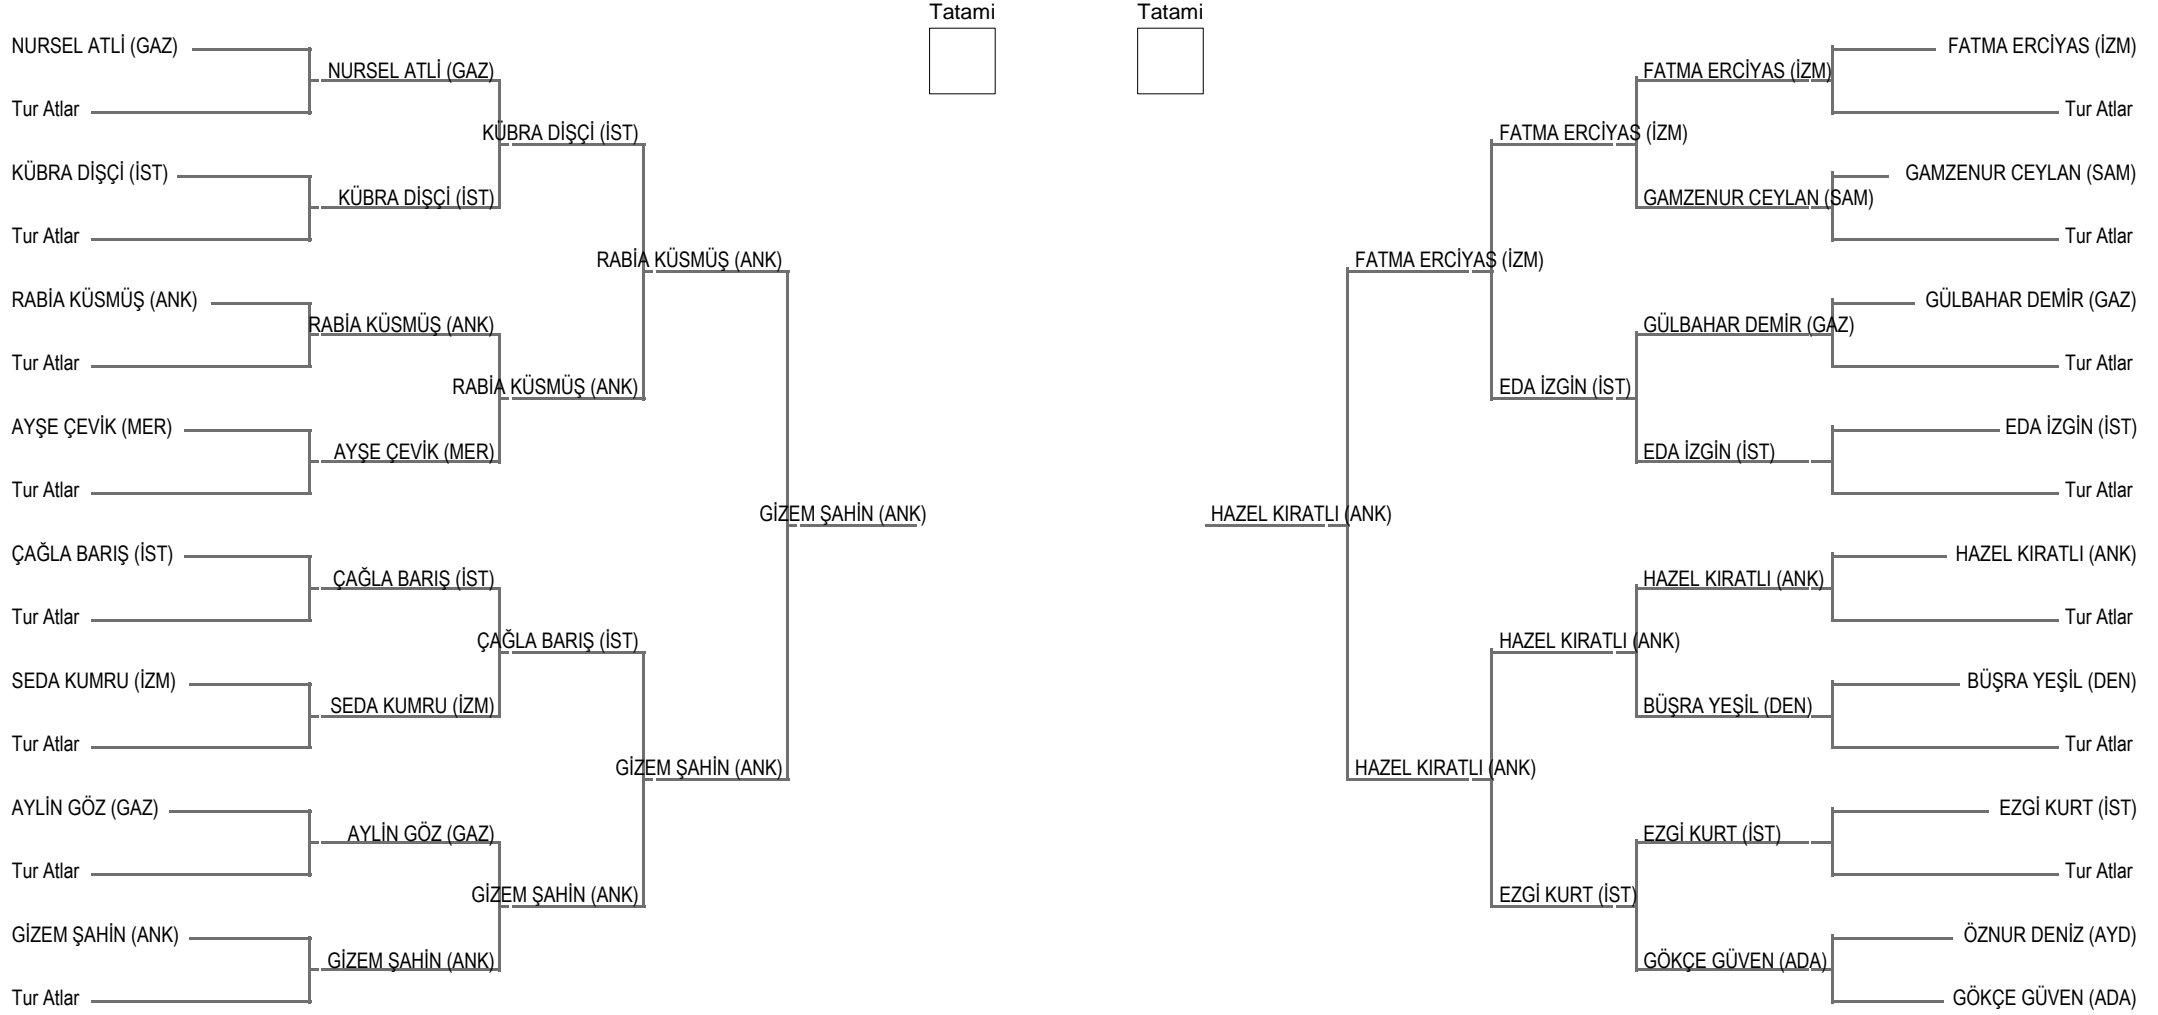 Tatami
Tatami
NURSEL ATLİ (GAZ)
FATMA ERCİYAS (İZM)
NURSEL ATLİ (GAZ)
FATMA ERCİYAS (İZM)
Tur Atlar
Tur Atlar
KÜBRA DİŞÇİ (İST)
FATMA ERCİYAS (İZM)
KÜBRA DİŞÇİ (İST)
GAMZENUR CEYLAN (SAM)
KÜBRA DİŞÇİ (İST)
GAMZENUR CEYLAN (SAM)
Tur Atlar
Tur Atlar
RABİA KÜSMÜŞ (ANK)
FATMA ERCİYAS (İZM)
RABİA KÜSMÜŞ (ANK)
GÜLBAHAR DEMİR (GAZ)
RABİA KÜSMÜŞ (ANK)
GÜLBAHAR DEMİR (GAZ)
Tur Atlar
Tur Atlar
RABİA KÜSMÜŞ (ANK)
EDA İZGİN (İST)
AYŞE ÇEVİK (MER)
EDA İZGİN (İST)
AYŞE ÇEVİK (MER)
EDA İZGİN (İST)
Tur Atlar
Tur Atlar
GİZEM ŞAHİN (ANK)
HAZEL KIRATLI (ANK)
ÇAĞLA BARIŞ (İST)
HAZEL KIRATLI (ANK)
ÇAĞLA BARIŞ (İST)
HAZEL KIRATLI (ANK)
Tur Atlar
Tur Atlar
ÇAĞLA BARIŞ (İST)
HAZEL KIRATLI (ANK)
SEDA KUMRU (İZM)
BÜŞRA YEŞİL (DEN)
SEDA KUMRU (İZM)
BÜŞRA YEŞİL (DEN)
Tur Atlar
Tur Atlar
GİZEM ŞAHİN (ANK)
HAZEL KIRATLI (ANK)
AYLİN GÖZ (GAZ)
EZGİ KURT (İST)
AYLİN GÖZ (GAZ)
EZGİ KURT (İST)
Tur Atlar
Tur Atlar
GİZEM ŞAHİN (ANK)
EZGİ KURT (İST)
GİZEM ŞAHİN (ANK)
ÖZNUR DENİZ (AYD)
GİZEM ŞAHİN (ANK)
GÖKÇE GÜVEN (ADA)
Tur Atlar
GÖKÇE GÜVEN (ADA)